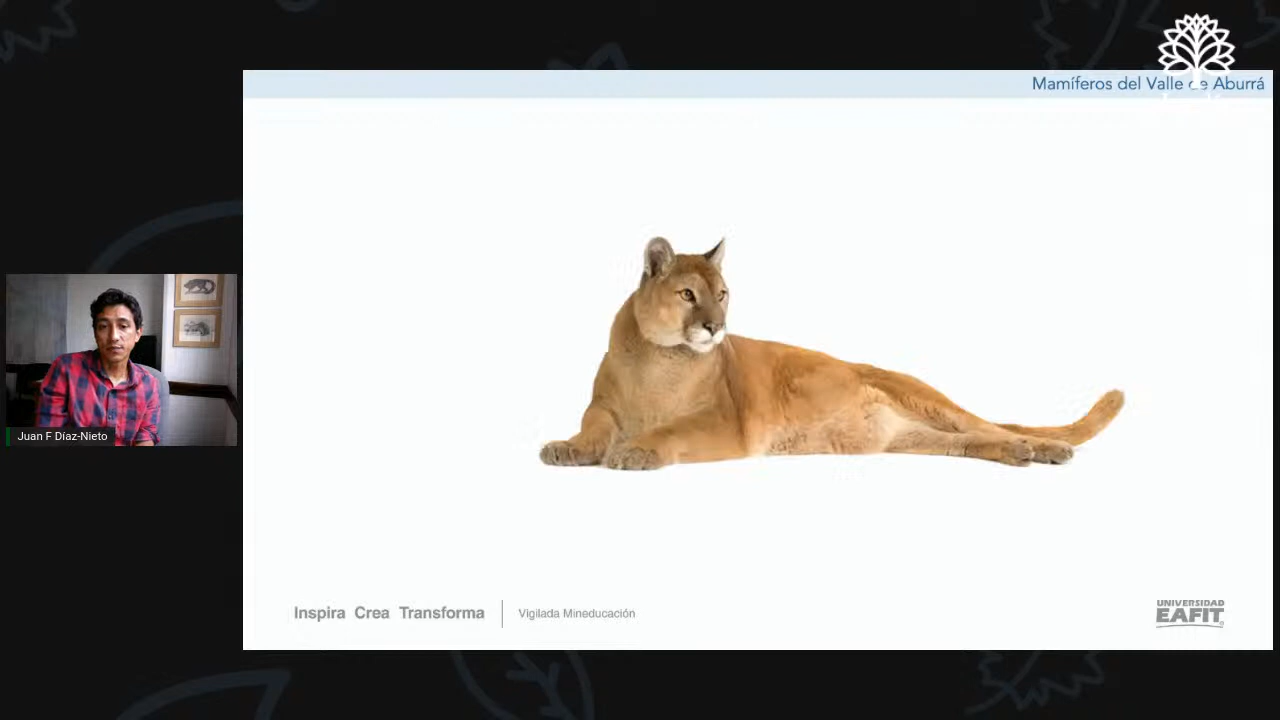 Mamíferos del Valle de Aburrá
Juan F Díaz-Nieto
Inspira Crea Transforma
Vigilada Mineducación
UNIVERSIDAD
EAFIT